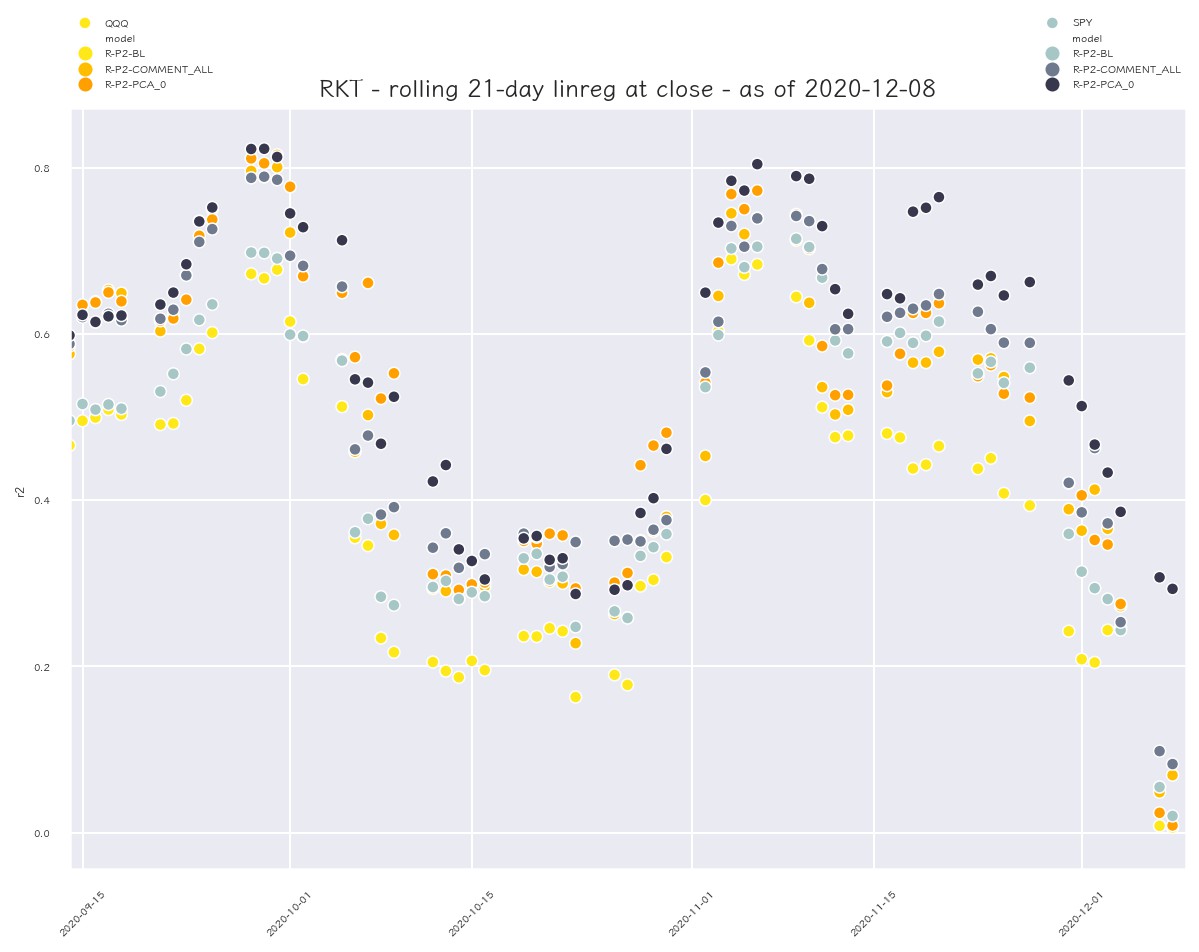 QQQ
model
R-P2-BL
R-P2-COMMENT_ALL
R-P2-PCA_0
SPY
model
R-P2-BL
R-P2-COMMENT_ALL
R-P2-PCA_0
RKT - rolling 21-day linreg at close - as of 2020-12-08
r2
0.8
0.6
0.4
0.2
0.0
2020-09-15
2020-10-01
2020-10-15
2020-11-01
2020-11-15
2020-12-01